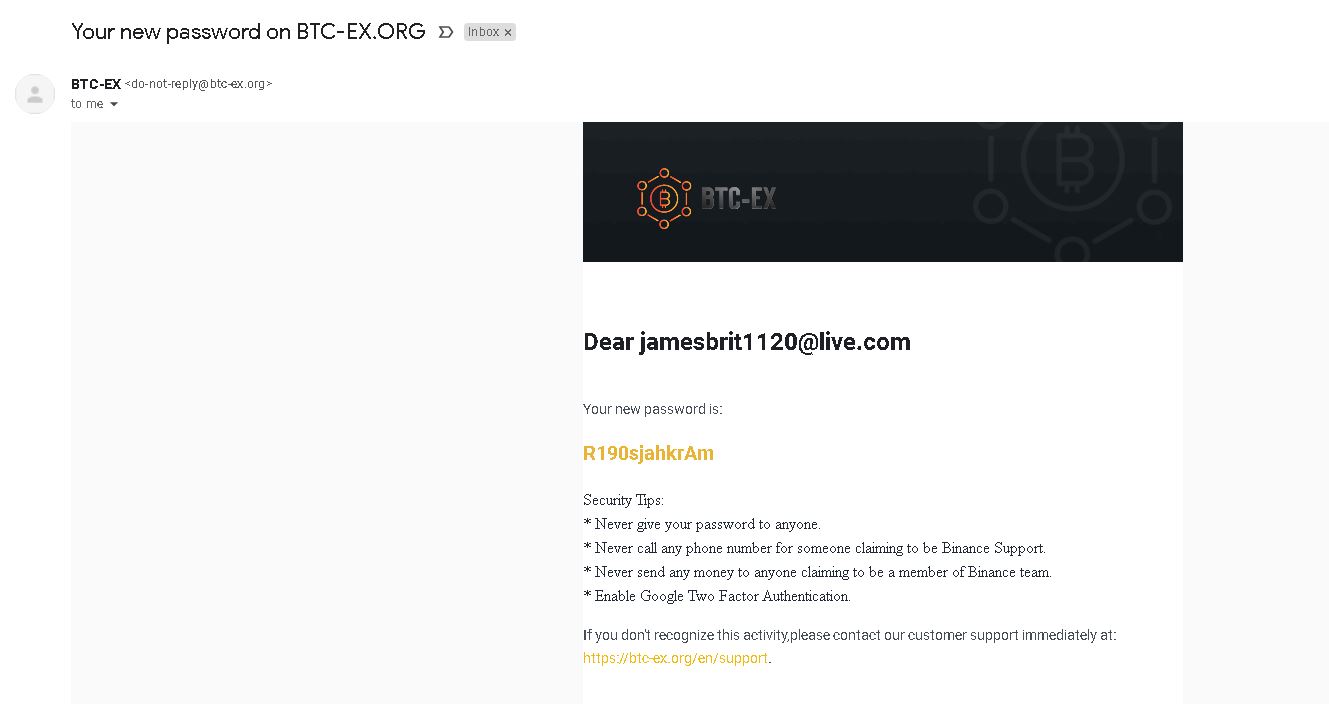 Your new password on BTC-EX.ORG Inbox ×
BTC-EX <do-not-reply@btc-ex.org>
to me
BTC-EX
Dear jamesbrit1120@live.com
Your new password is:
R190sjahkrAm
Security Tips:
* Never give your password to anyone.
* Never call any phone number for someone claiming to be Binance Support.
* Never send any money to anyone claiming to be a member of Binance team.
* Enable Google Two Factor Authentication.
If you don't recognize this activity,please contact our customer support immediately at:
https://btc-ex.org/en/support.